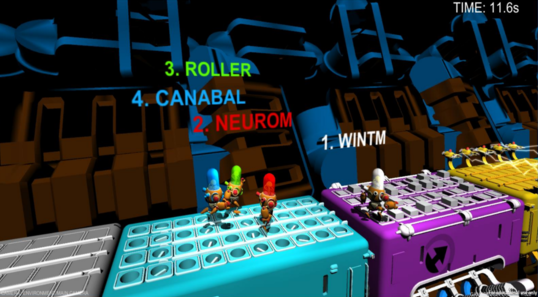 TIME: 11.6s
3. ROLLER
4. CANABAL
2. NEUROM
1. WINTM